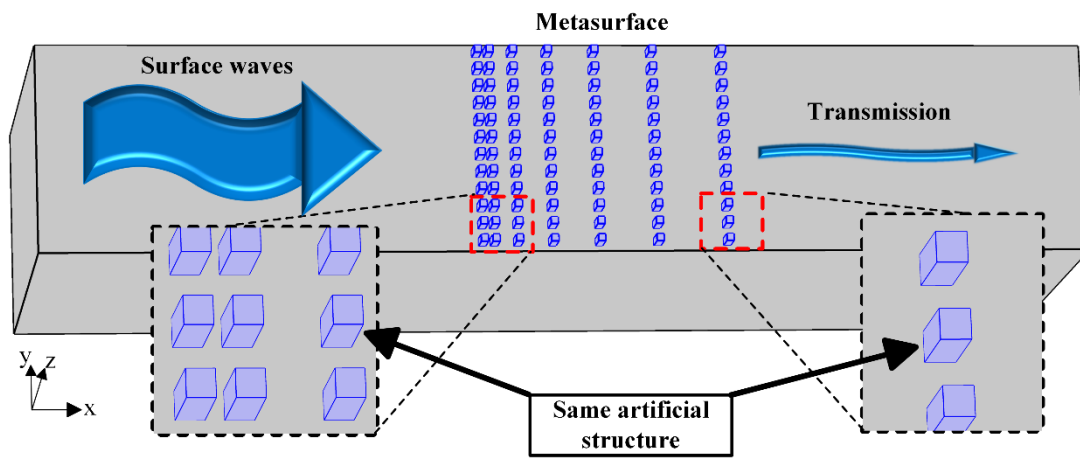 Metasurface
Surface waves
Transmission
y
z
x
Same artificial
structure